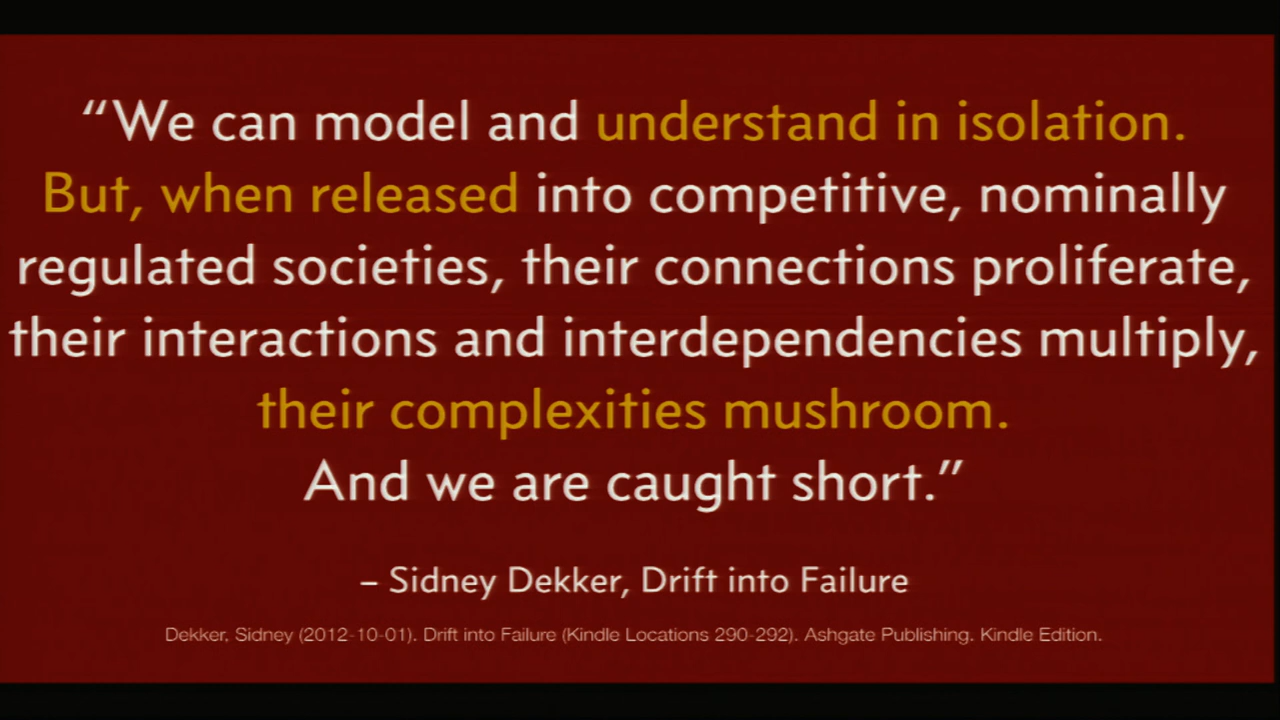 “We can model and understand in isolation.
But, when released into competitive, nominally
regulated societies, their connections proliferate,
their interactions and interdependencies multiply,
their complexities mushroom.
And we are caught short.”
– Sidney Dekker, Drift into Failure
Dekker, Sidney (2012-10-01). Drift into Failure (Kindle Locations 290-292). Ashgate Publishing. Kindle Edition.